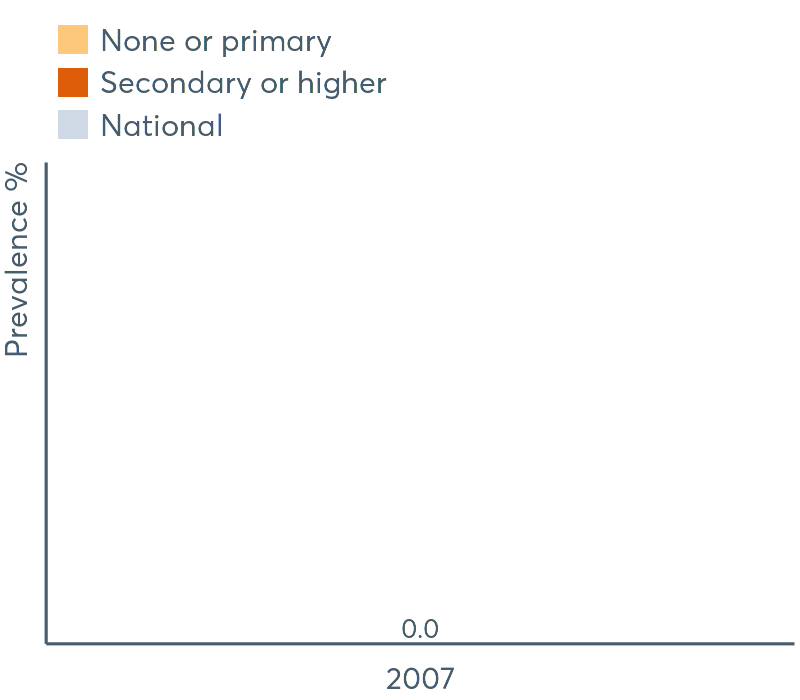 None or primary
Secondary or higher
National
Prevalence %
0.0
2007